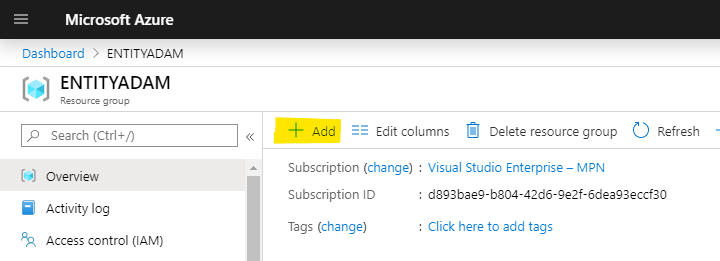 Microsoft Azure
Dashboard > ENTITYADAM
ENTITYADAM
Resource group
Search (Ctrl+/)
«
Overview
Activity log
Access control (IAM)
+ Add
Edit columns
Delete resource group
Refresh
Subscription (change) : Visual Studio Enterprise – MPN
Subscription ID : d893bae9-b804-42d6-9e2f-6dea93eccf30
Tags (change) : Click here to add tags